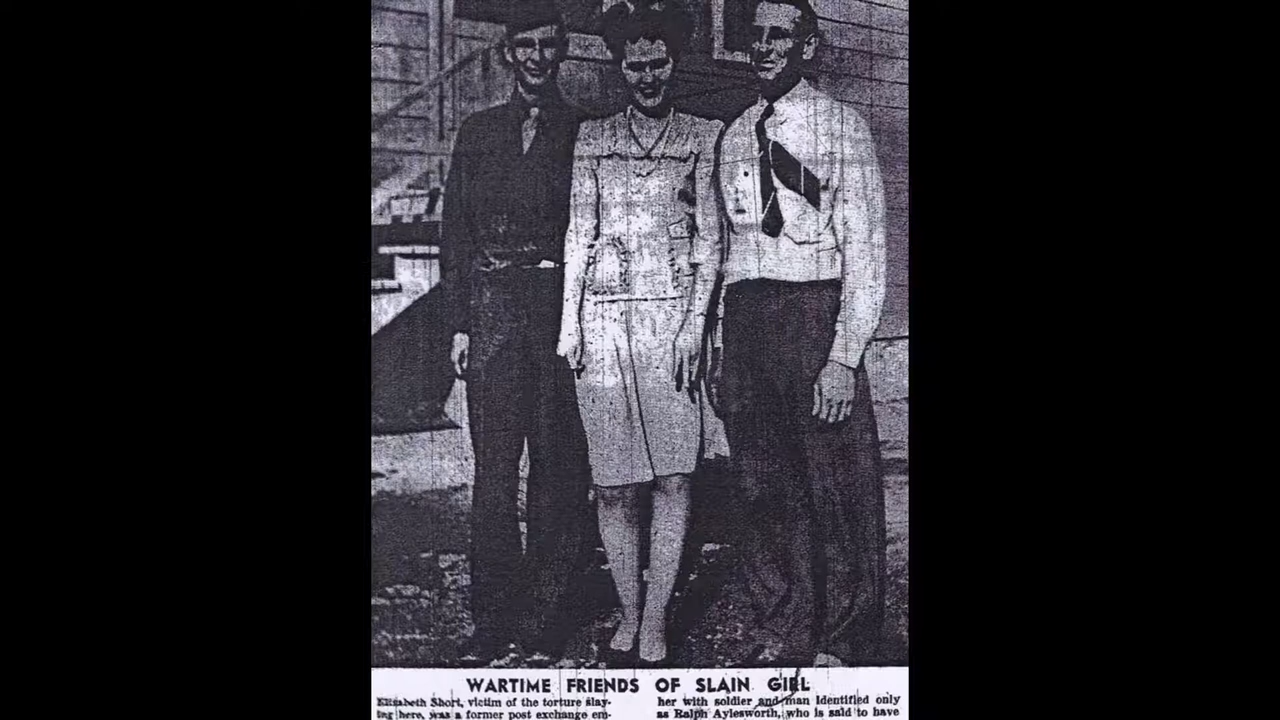 WARTIME FRIENDS OF SLAIN GIRL
Elizabeth Short, victim of the torture slay-
ing here, was a former post exchange em-
her with soldier and man identified only
as Ralph Aylesworth, who is said to have